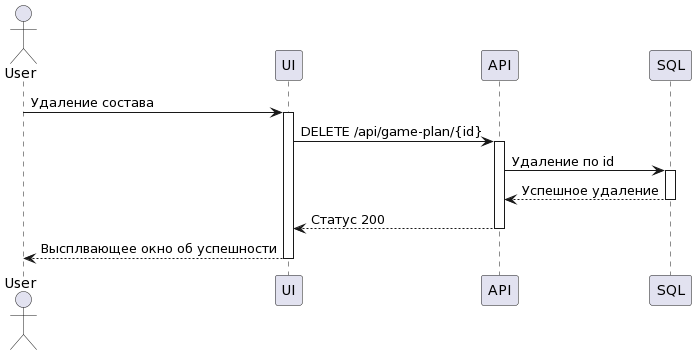 User
UI
API
SQL
Удаление состава
DELETE /api/game-plan/{id}
Удаление по id
Успешное удаление
Статус 200
Высплвающее окно об успешности
User
UI
API
SQL